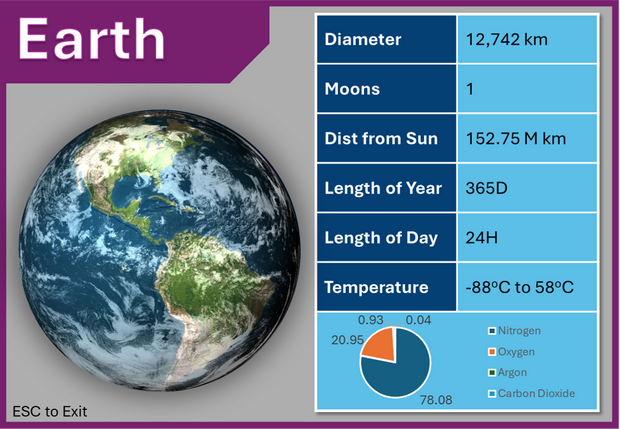 Earth
Diameter 12,742 km
Moons 1
Dist from Sun 152.75 M km
Length of Year 365D
Length of Day 24H
Temperature -88°C to 58°C
0.93 0.04
20.95
78.08
Nitrogen
Oxygen
Argon
Carbon Dioxide
ESC to Exit